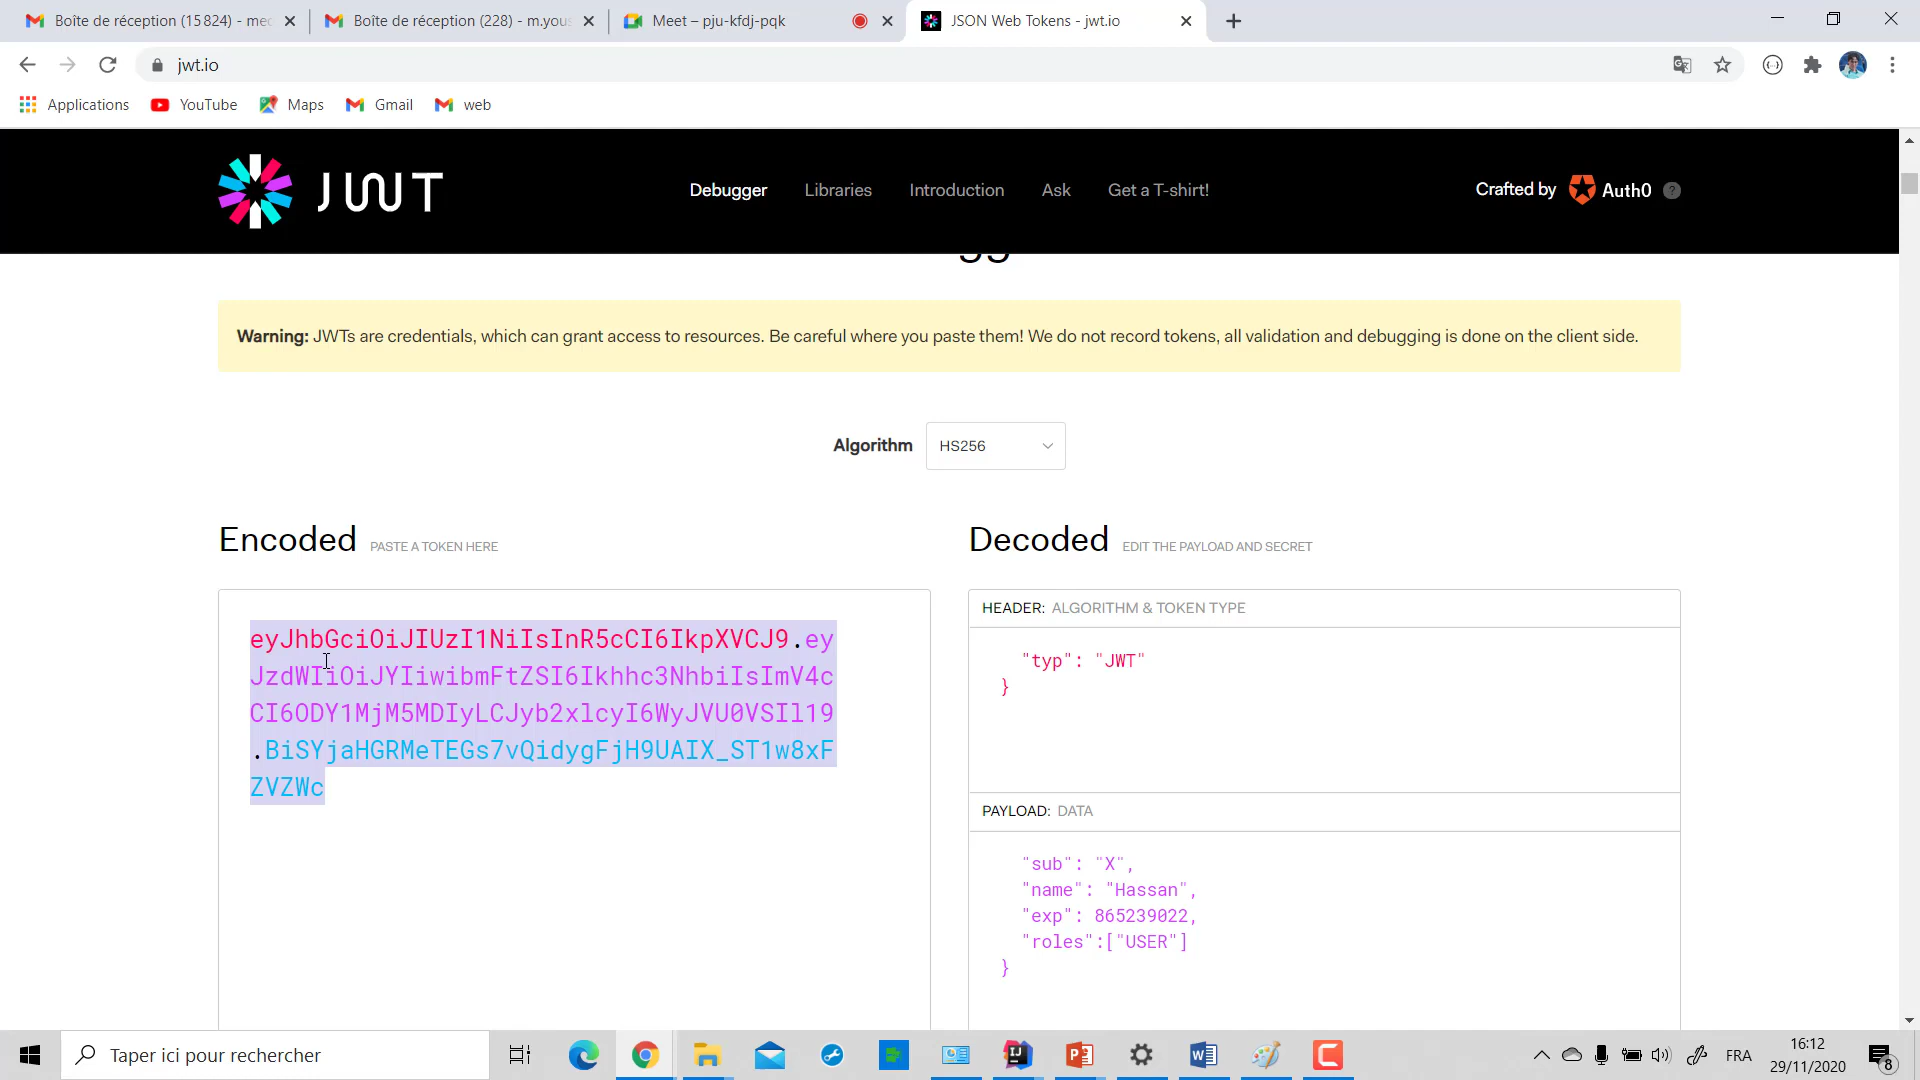 Boîte de réception (15 824) - mec
Boîte de réception (228) - m.yous
Meet – pju-kfdj-pqk
JSON Web Tokens - jwt.io
jwt.io
Applications
YouTube
Maps
Gmail
web
JWT
Debugger
Libraries
Introduction
Ask
Get a T-shirt!
Crafted by
Auth0
?
Warning: JWTs are credentials, which can grant access to resources. Be careful where you paste them! We do not record tokens, all validation and debugging is done on the client side.
Algorithm
HS256
Encoded PASTE A TOKEN HERE
Decoded EDIT THE PAYLOAD AND SECRET
eyJhbGciOiJIUzI1NiIsInR5cCI6IkpXVCJ9.ey
JzdWIiOiJYIiwibmFtZSI6Ikhhc3NhbiIsImV4c
CI6ODY1MjM5MDIyLCJyb2xlcyI6WyJVU0VSIl19
.BiSYjaHGRMeTEGs7vQidygFjH9UAIX_ST1w8xF
ZVZWc
HEADER: ALGORITHM & TOKEN TYPE
"typ": "JWT"
}
PAYLOAD: DATA
"sub": "X",
"name": "Hassan",
"exp": 865239022,
"roles":["USER"]
}
Taper ici pour rechercher
FRA
16:12
29/11/2020
8